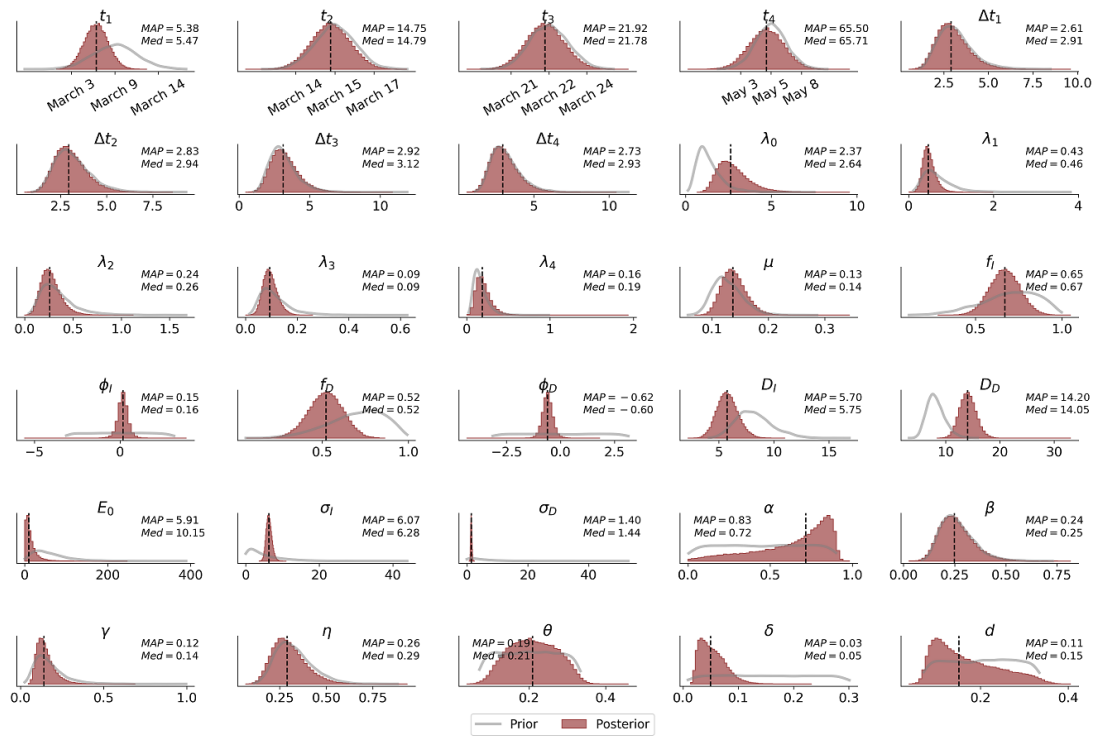 t₁
MAP = 5.38
Med = 5.47
March 3
March 9
March 14
t₂
MAP = 14.75
Med = 14.79
March 14
March 15
March 17
t₃
MAP = 21.92
Med = 21.78
March 21
March 22
March 24
t₄
MAP = 65.50
Med = 65.71
May 3
May 5
May 8
Δt₁
MAP = 2.61
Med = 2.91
2.5 5.0 7.5 10.0
Δt₂
MAP = 2.83
Med = 2.94
2.5 5.0 7.5
Δt₃
MAP = 2.92
Med = 3.12
0 5 10
Δt₄
MAP = 2.73
Med = 2.93
5 10
λ₀
MAP = 2.37
Med = 2.64
0 5 10
λ₁
MAP = 0.43
Med = 0.46
0 2 4
λ₂
MAP = 0.24
Med = 0.26
0.0 0.5 1.0 1.5
λ₃
MAP = 0.09
Med = 0.09
0.0 0.2 0.4 0.6
λ₄
MAP = 0.16
Med = 0.19
0 1 2
μ
MAP = 0.13
Med = 0.14
0.1 0.2 0.3
f_I
MAP = 0.65
Med = 0.67
0.5 1.0
ϕ_I
MAP = 0.15
Med = 0.16
−5 0
f_D
MAP = 0.52
Med = 0.52
0.5 1.0
ϕ_D
MAP = − 0.62
Med = − 0.60
−2.5 0.0 2.5
D_I
MAP = 5.70
Med = 5.75
5 10 15
D_D
MAP = 14.20
Med = 14.05
10 20 30
E₀
MAP = 5.91
Med = 10.15
0 200 400
σ_I
MAP = 6.07
Med = 6.28
0 20 40
σ_D
MAP = 1.40
Med = 1.44
0 20 40
α
MAP = 0.83
Med = 0.72
0.0 0.5 1.0
β
MAP = 0.24
Med = 0.25
0.00 0.25 0.50 0.75
γ
MAP = 0.12
Med = 0.14
0.0 0.5 1.0
η
MAP = 0.26
Med = 0.29
0.00 0.25 0.50 0.75
θ
MAP = 0.19
Med = 0.21
0.2 0.4
δ
MAP = 0.03
Med = 0.05
0.0 0.1 0.2 0.3
d
MAP = 0.11
Med = 0.15
0.2 0.4
Prior Posterior